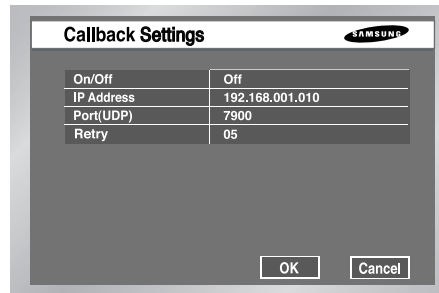 Callback Settings SAMSUNG
On/Off Off
IP Address 192.168.001.010
Port(UDP) 7900
Retry 05
OK Cancel